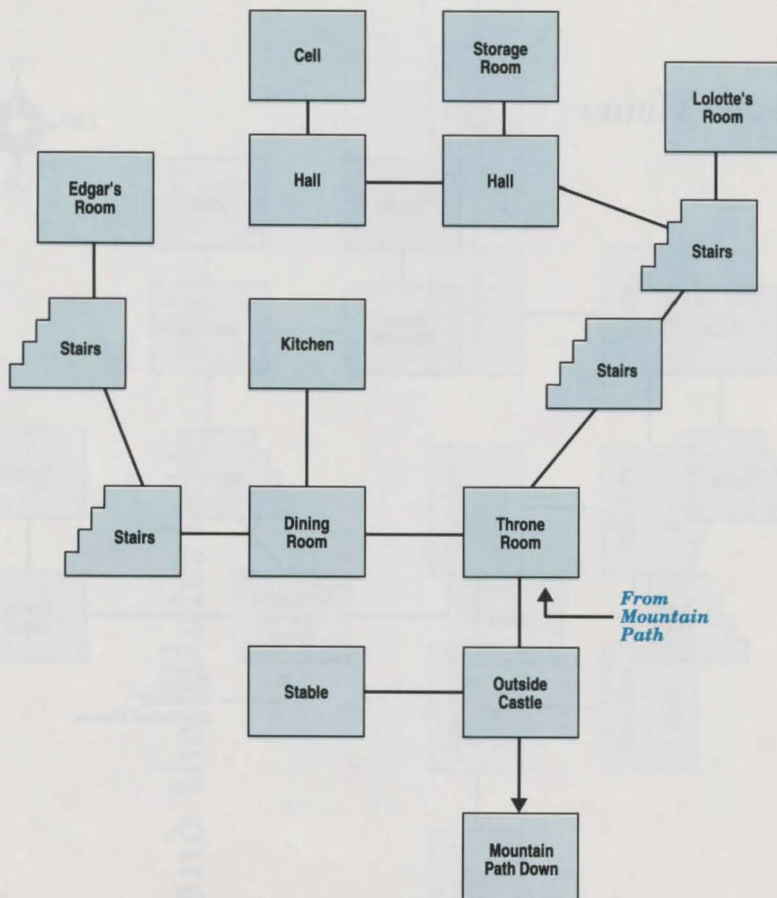 Cell
Storage
Room
Lolotte's
Room
Edgar's
Room
Hall
Hall
Stairs
Stairs
Kitchen
Stairs
Stairs
Dining
Room
Throne
Room
From
Mountain
Path
Stable
Outside
Castle
Mountain
Path Down